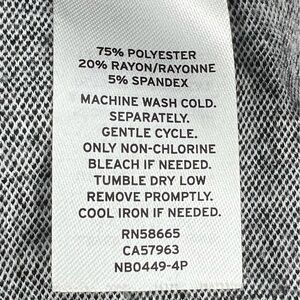 75% POLYESTER
20% RAYON/RAYONNE
5% SPANDEX
MACHINE WASH COLD.
SEPARATELY.
GENTLE CYCLE.
ONLY NON-CHLORINE
BLEACH IF NEEDED.
TUMBLE DRY LOW
REMOVE PROMPTLY.
COOL IRON IF NEEDED.
RN58665
CA57963
NB0449-4P